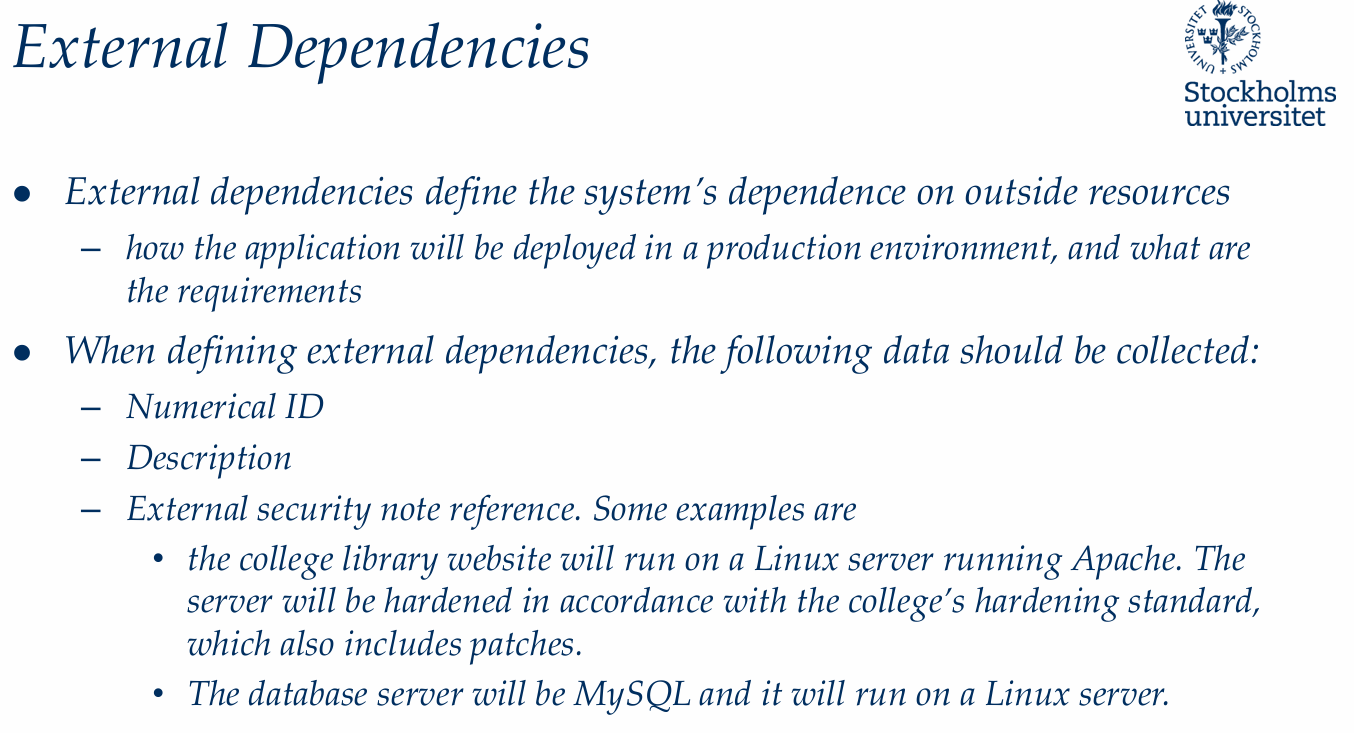 External Dependencies
STOCKHOLMS UNIVERSITET
Stockholms
universitet
● External dependencies define the system’s dependence on outside resources
– how the application will be deployed in a production environment, and what are
the requirements
● When defining external dependencies, the following data should be collected:
– Numerical ID
– Description
– External security note reference. Some examples are
• the college library website will run on a Linux server running Apache. The
server will be hardened in accordance with the college’s hardening standard,
which also includes patches.
• The database server will be MySQL and it will run on a Linux server.